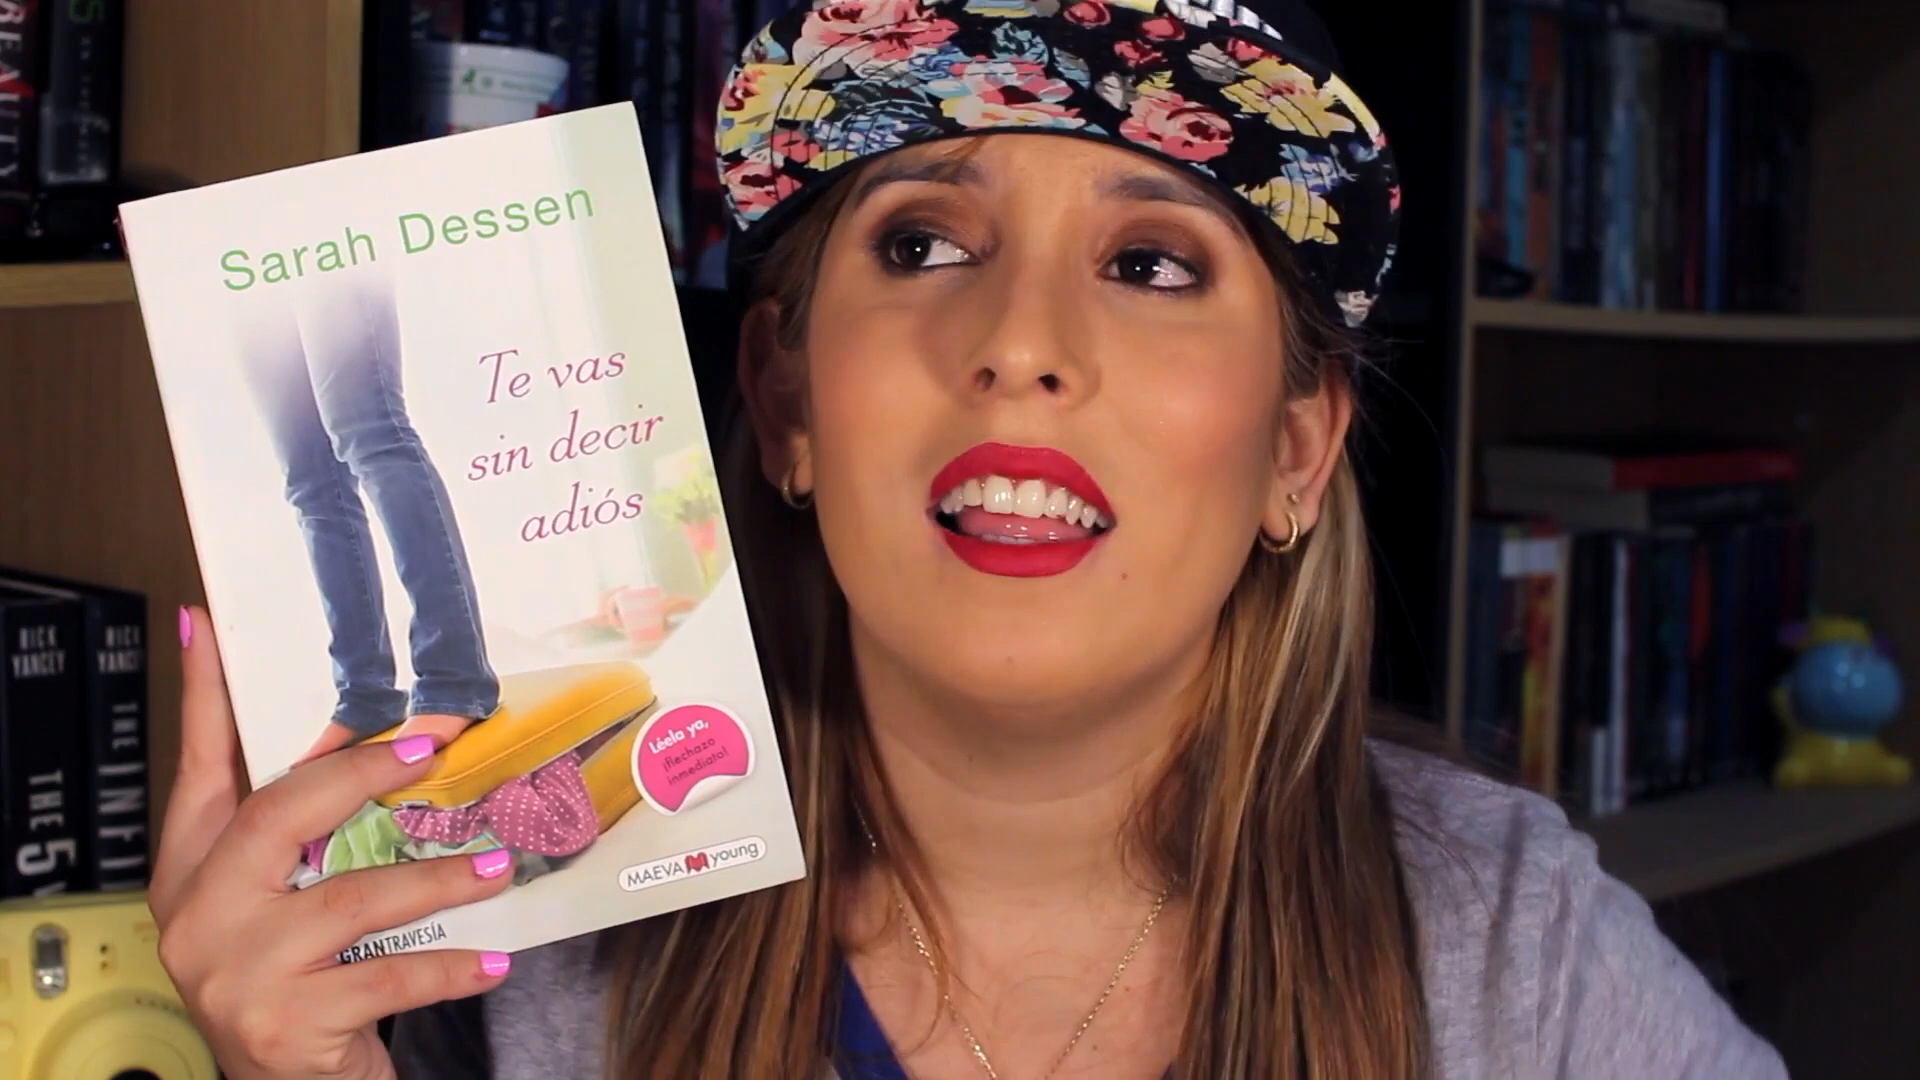 Sarah Dessen
Te vas
sin decir
adiós
Léela ya,
¡flechazo
inmediato!
MAEVA young
GRANTRAVESÍA
RICK
YANCEY
THE 5
RICK
YANCEY
THE INFI
BEAUTY